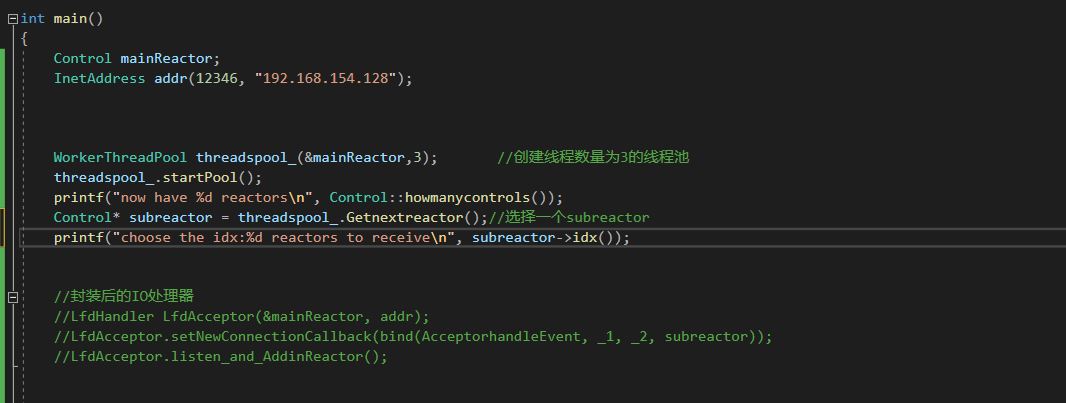 int main()
{
Control mainReactor;
InetAddress addr(12346, "192.168.154.128");
WorkerThreadPool threadspool_(&mainReactor,3); //创建线程数量为3的线程池
threadspool_.startPool();
printf("now have %d reactors\n", Control::howmanycontrols());
Control* subreactor = threadspool_.Getnextreactor();//选择一个subreactor
printf("choose the idx:%d reactors to receive\n", subreactor->idx());
//封装后的IO处理器
//LfdHandler LfdAcceptor(&mainReactor, addr);
//LfdAcceptor.setNewConnectionCallback(bind(AcceptorhandleEvent, _1, _2, subreactor));
//LfdAcceptor.listen_and_AddinReactor();